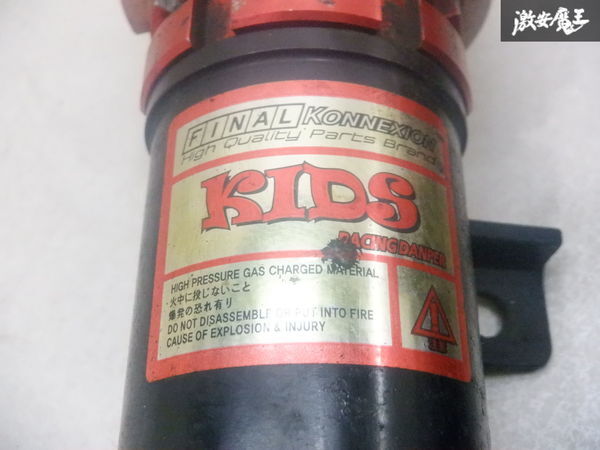 激安魔王
FINAL KONNEXION
High Quality Parts Brand
KIDS
RACING DANPER
HIGH PRESSURE GAS CHARGED MATERIAL
火中に投じないこと
爆発の恐れ有り
DO NOT DISASSEMBLE OR PUT INTO FIRE
CAUSE OF EXPLOSION & INJURY